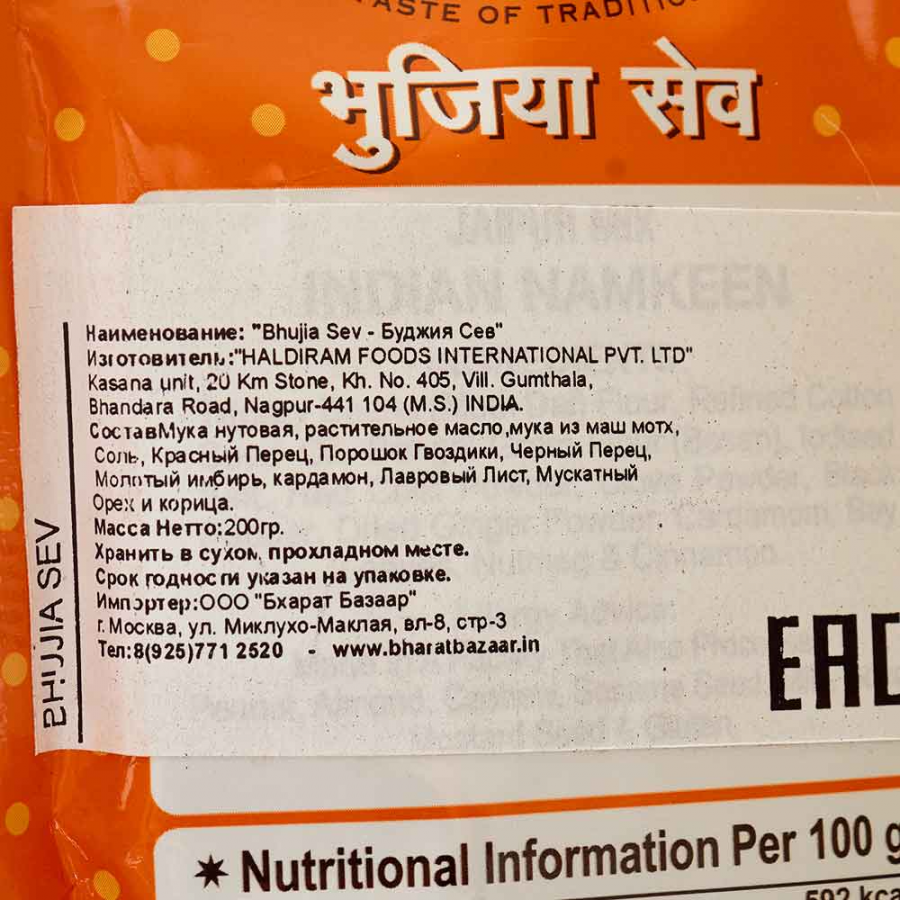 TASTE OF TRADITION
भुजिया सेव
INDIAN NAMKEEN
Наименование: "Bhujia Sev - Буджия Сев"
Изготовитель:"HALDIRAM FOODS INTERNATIONAL PVT. LTD"
Kasana unit, 20 Km Stone, Kh. No. 405, Vill. Gumthala,
Bhandara Road, Nagpur-441 104 (M.S.) INDIA.
СоставМука нутовая, растительное масло,мука из маш мотх,
Соль, Красный Перец, Порошок Гвоздики, Черный Перец,
Молотый имбирь, кардамон, Лавровый Лист, Мускатный
Орех и корица.
Масса Нетто:200гр.
Хранить в сухом, прохладном месте.
Срок годности указан на упаковке.
Импортер:ООО "Бхарат Базаар"
г.Москва, ул. Миклухо-Маклая, вл-8, стр-3
Тел:8(925)771 2520 - www.bharatbazaar.in
BHUJIA SEV
EAC
✶ Nutritional Information Per 100 g
592 kca